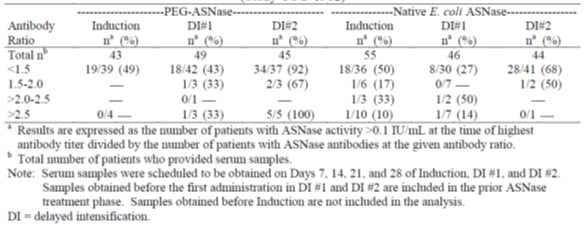 --------------------PEG-ASNase-------------------- ---------------Native E. coli ASNase---------------
Antibody Induction DI#1 DI#2 Induction DI#1 DI#2
Ratio nª (%) nª (%) nª (%) nª (%) nª (%) nª (%)
Total nᵇ 43 49 45 55 46 44
<1.5 19/39 (49) 18/42 (43) 34/37 (92) 18/36 (50) 8/30 (27) 28/41 (68)
1.5-2.0 — 1/3 (33) 2/3 (67) 1/6 (17) 0/7 — 1/2 (50)
>2.0-2.5 — 0/1 — — 1/3 (33) 1/2 (50) —
>2.5 0/4 — 1/3 (33) 5/5 (100) 1/10 (10) 1/7 (14) 0/1 —
ª Results are expressed as the number of patients with ASNase activity >0.1 IU/mL at the time of highest
antibody titer divided by the number of patients with ASNase antibodies at the given antibody ratio.
ᵇ Total number of patients who provided serum samples.
Note: Serum samples were scheduled to be obtained on Days 7, 14, 21, and 28 of Induction, DI #1, and DI #2.
Samples obtained before the first administration in DI #1 and DI #2 are included in the prior ASNase
treatment phase. Samples obtained before Induction are not included in the analysis.
DI = delayed intensification.